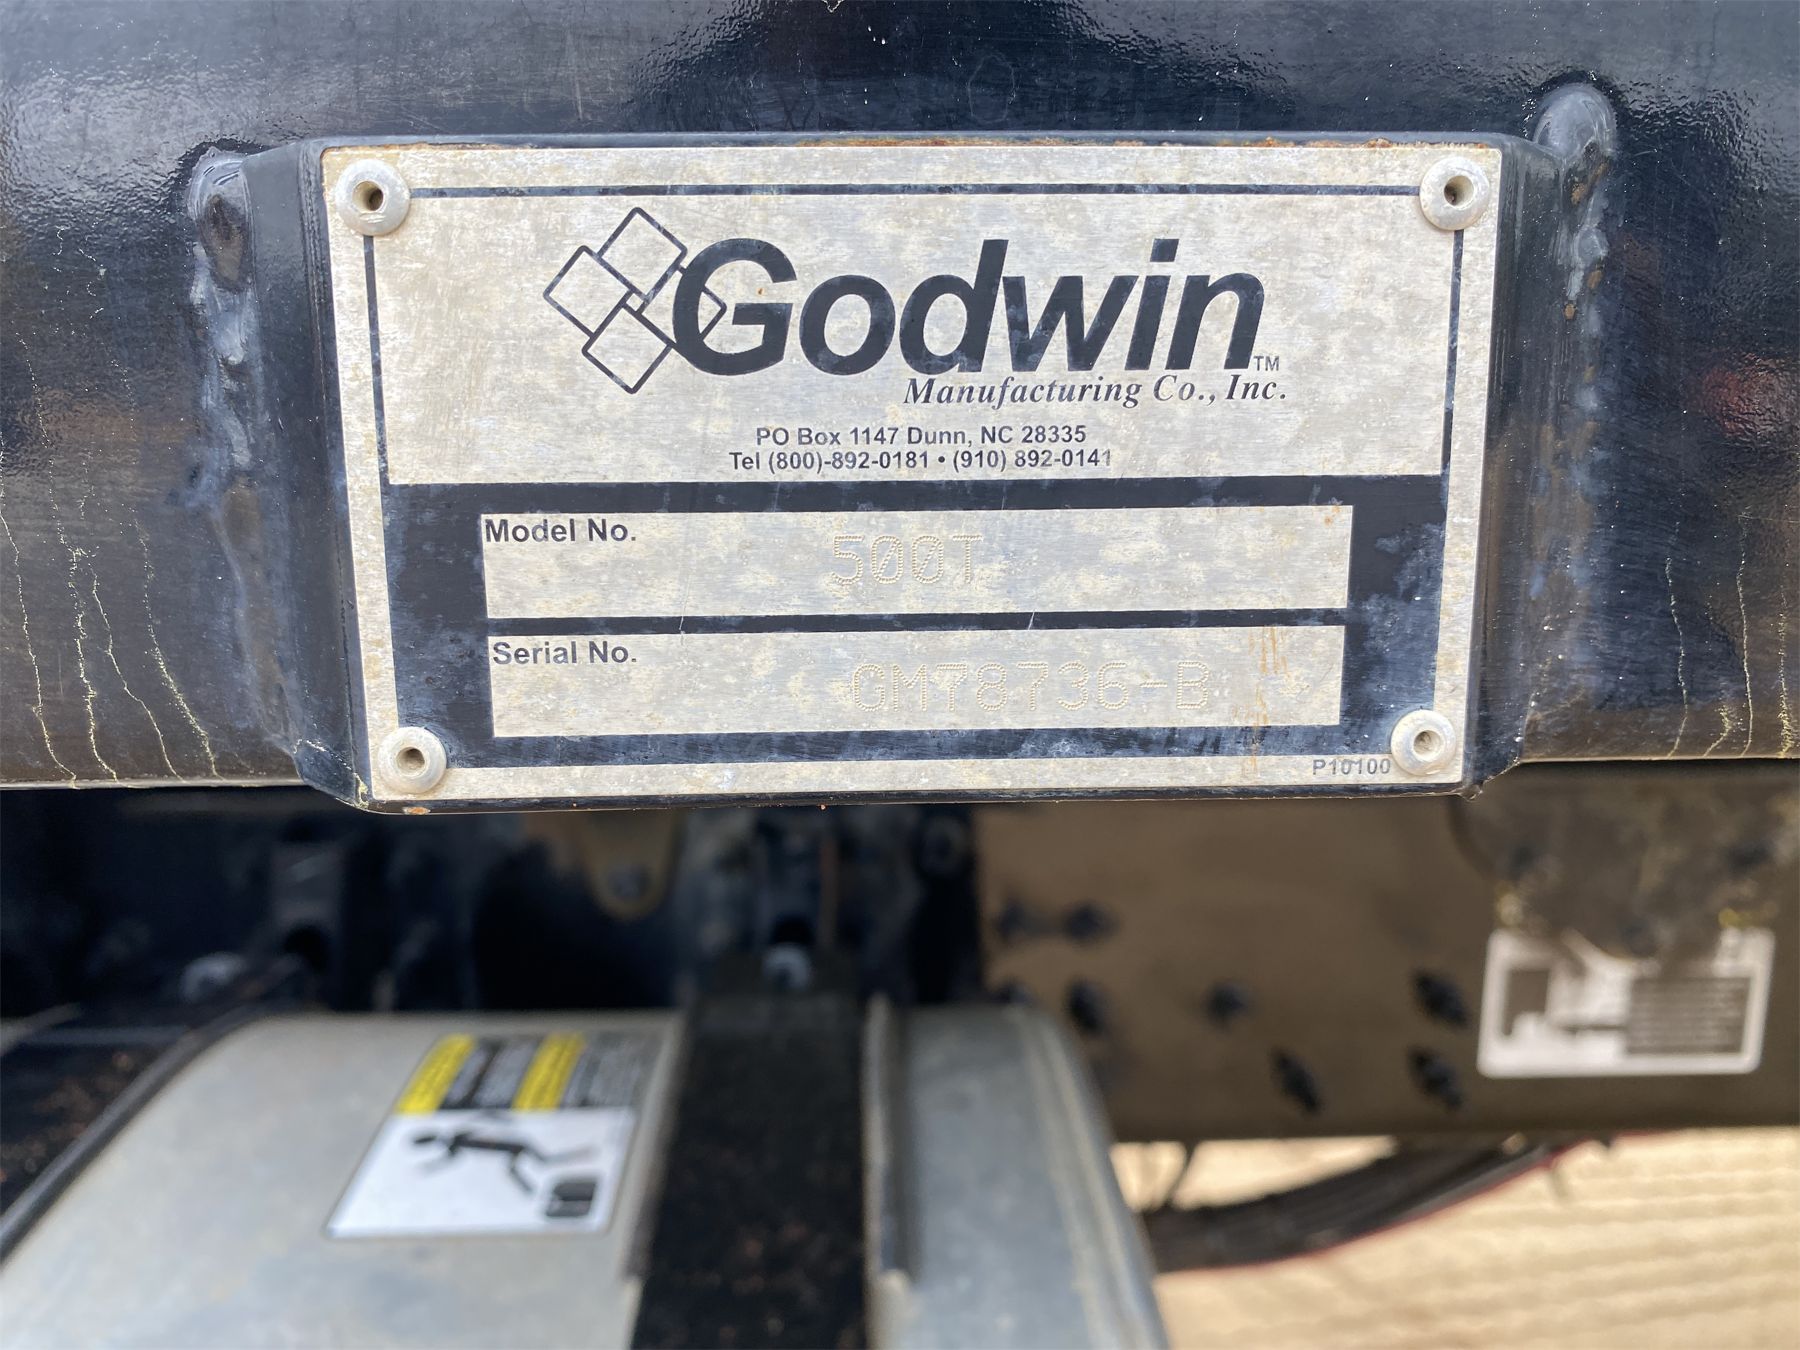 Godwin™
Manufacturing Co., Inc.
PO Box 1147 Dunn, NC 28335
Tel (800)-892-0181 • (910) 892-0141
Model No.
500T
Serial No.
GM78736-B
P10100